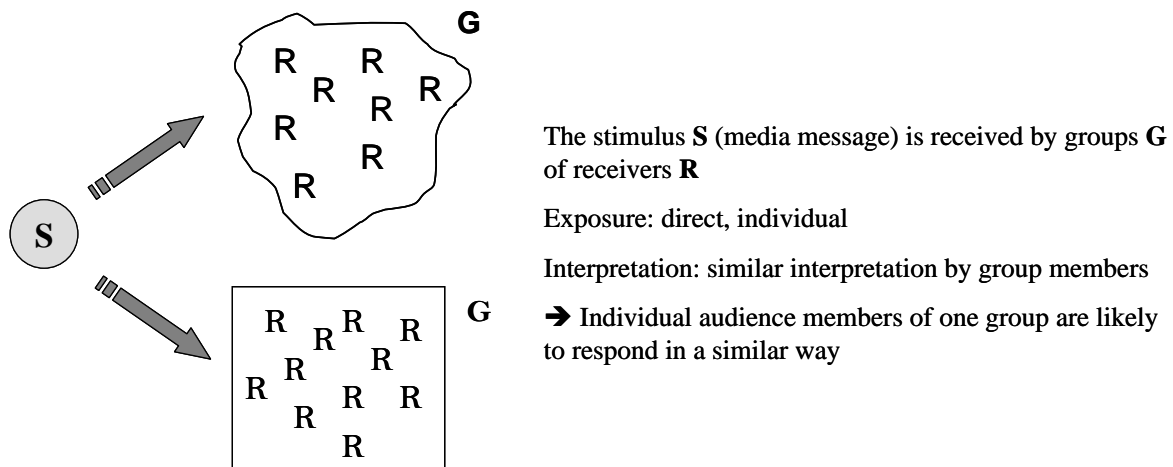 G
R R
R R
R
R
R
R
S
G
R R R
R
R
R
R
R R
R
R
The stimulus S (media message) is received by groups G
of receivers R
Exposure: direct, individual
Interpretation: similar interpretation by group members
➔ Individual audience members of one group are likely
to respond in a similar way